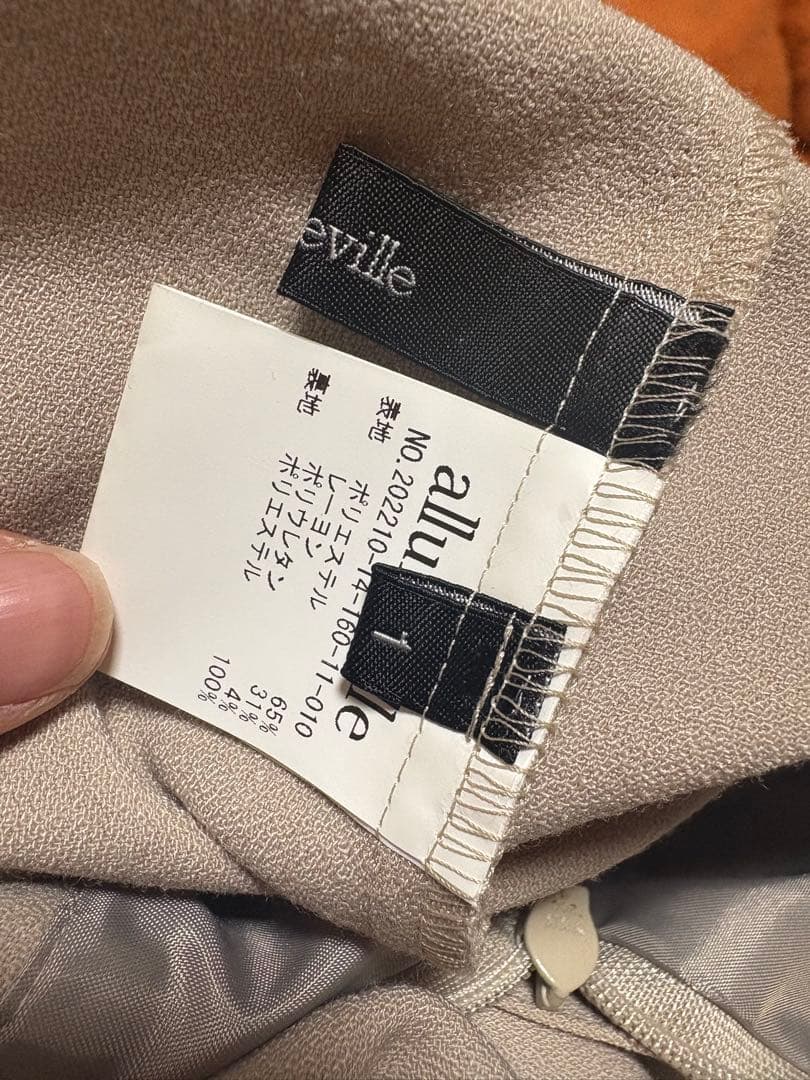 eville
allu
le
NO.202210-74-160-11-010
表地 ポリエステル 65%
レーヨン 31%
ポリウレタン 4%
裏地 ポリエステル 100%
1